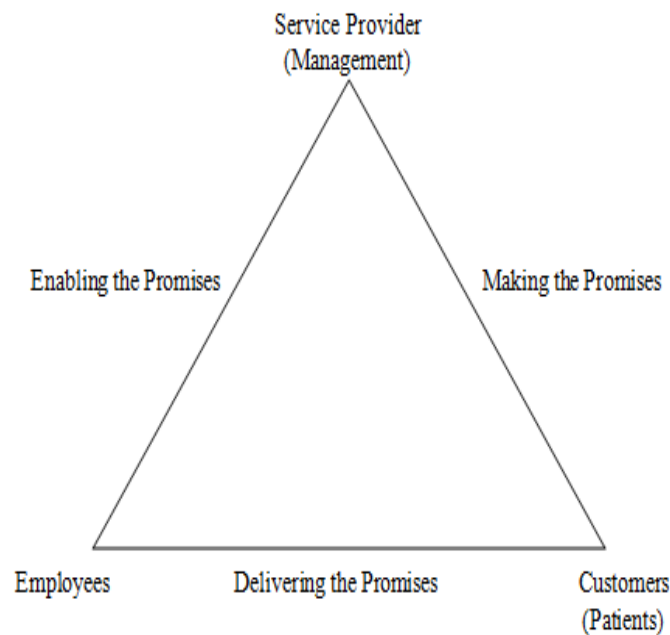 Service Provider
(Management)
Enabling the Promises
Making the Promises
Employees
Delivering the Promises
Customers
(Patients)